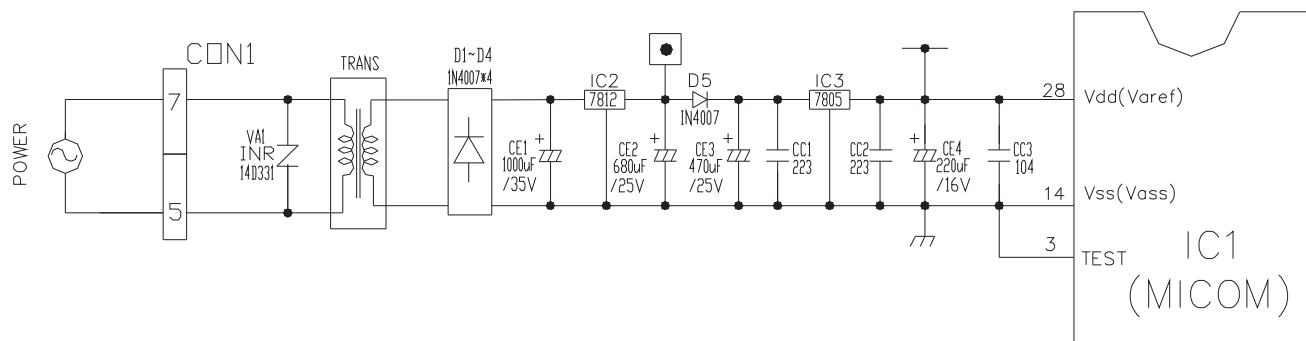 POWER
CON1
7
5
VA1
INR
14D331
TRANS
D1~D4
1N4007*4
CE1
1000uF
/35V
IC2
7812
CE2
680uF
/25V
D5
IN4007
CE3
470uF
/25V
CC1
223
IC3
7805
CC2
223
CE4
220uF
/16V
CC3
104
28
Vdd(Varef)
14
Vss(Vass)
3
TEST
IC1
(MICOM)
+
+
+
+